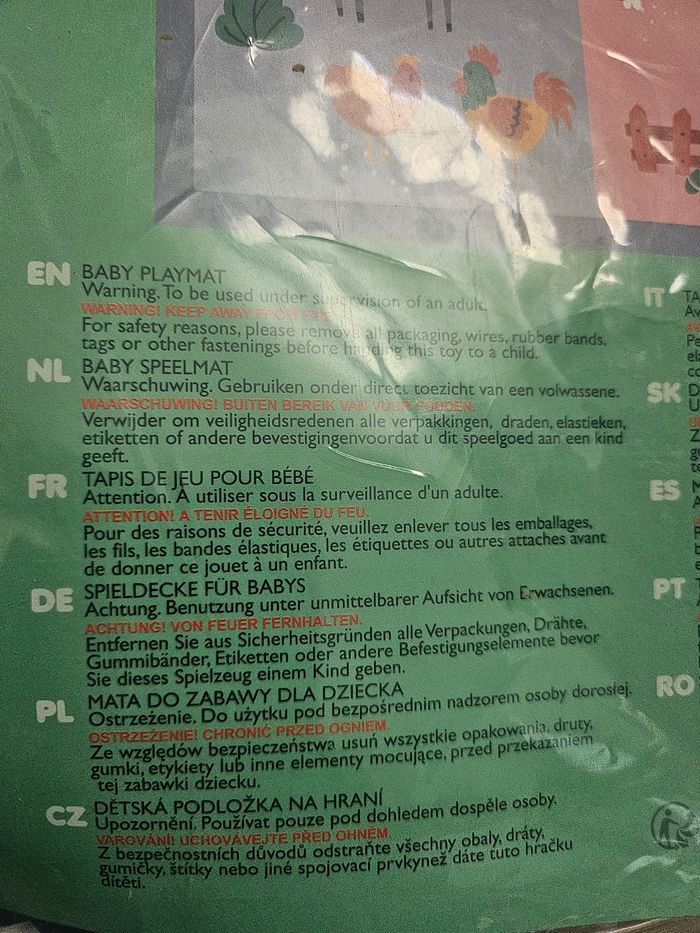 EN BABY PLAYMAT
Warning. To be used under supervision of an adult.
WARNING! KEEP AWAY FROM FIRE.
For safety reasons, please remove all packaging, wires, rubber bands,
tags or other fastenings before handing this toy to a child.
NL BABY SPEELMAT
Waarschuwing. Gebruiken onder direct toezicht van een volwassene.
WAARSCHUWING! BUITEN BEREIK VAN VUUR HOUDEN.
Verwijder om veiligheidsredenen alle verpakkingen, draden, elastieken,
etiketten of andere bevestigingenvoordat u dit speelgoed aan een kind
geeft.
FR TAPIS DE JEU POUR BÉBÉ
Attention. À utiliser sous la surveillance d'un adulte.
ATTENTION! A TENIR ÉLOIGNÉ DU FEU.
Pour des raisons de sécurité, veuillez enlever tous les emballages,
les fils, les bandes élastiques, les étiquettes ou autres attaches avant
de donner ce jouet à un enfant.
DE SPIELDECKE FÜR BABYS
Achtung. Benutzung unter unmittelbarer Aufsicht von Erwachsenen.
ACHTUNG! VON FEUER FERNHALTEN.
Entfernen Sie aus Sicherheitsgründen alle Verpackungen, Drähte,
Gummibänder, Etiketten oder andere Befestigungselemente bevor
Sie dieses Spielzeug einem Kind geben.
PL MATA DO ZABAWY DLA DZIECKA
Ostrzeżenie. Do użytku pod bezpośrednim nadzorem osoby dorosłej.
OSTRZEŻENIE! CHRONIĆ PRZED OGNIEM.
Ze względów bezpieczeństwa usuń wszystkie opakowania, druty,
gumki, etykiety lub inne elementy mocujące, przed przekazaniem
tej zabawki dziecku.
CZ DĚTSKÁ PODLOŽKA NA HRANÍ
Upozornění. Používat pouze pod dohledem dospěle osoby.
VAROVÁNÍ! UCHOVÁVEJTE PŘED OHNĚM.
Z bezpečnostních důvodů odstraňte všechny obaly, dráty,
gumičky, štítky nebo jiné spojovací prvkynež dáte tuto hračku
dítěti.
IT
SK
ES
PT
RO